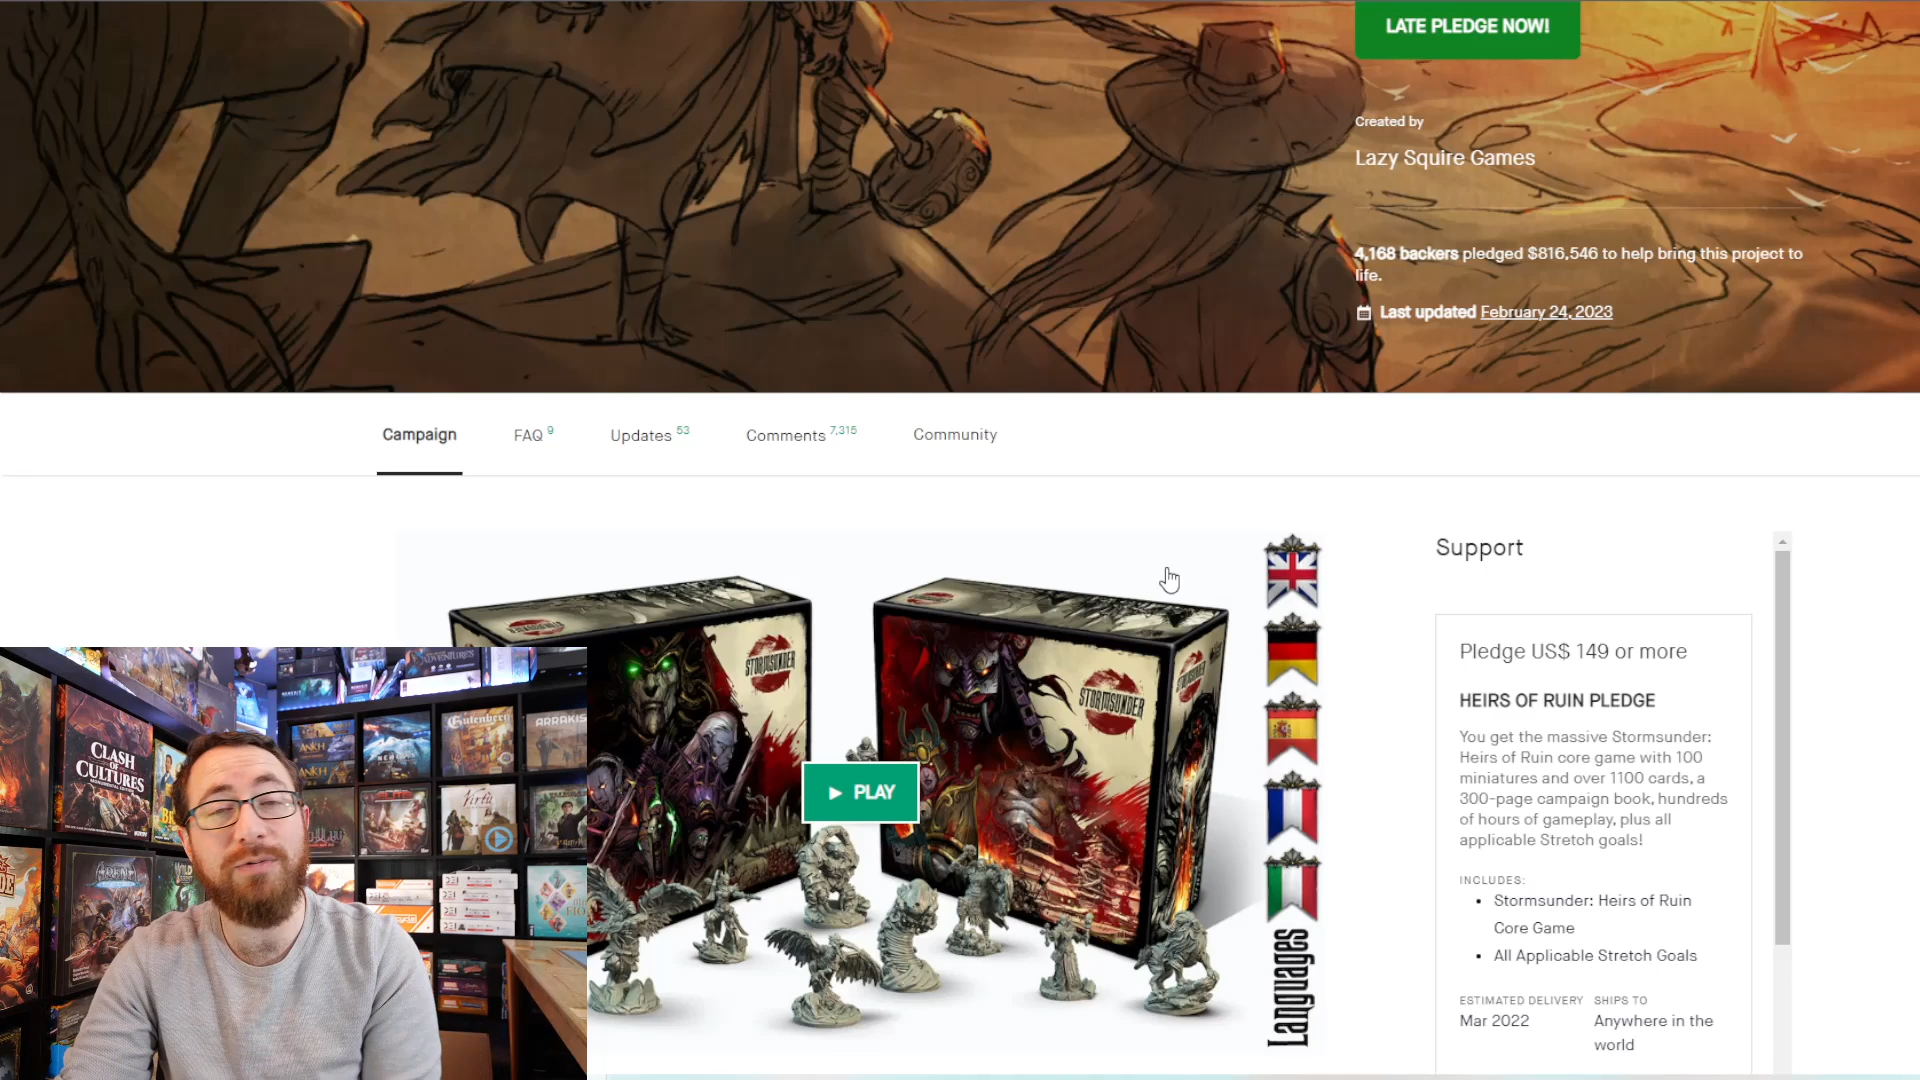 LATE PLEDGE NOW!
Created by
Lazy Squire Games
4,168 backers pledged $816,546 to help bring this project to
life.
Last updated February 24, 2023
Campaign
FAQ 9
Updates 53
Comments 7,315
Community
Support
Pledge US$ 149 or more
HEIRS OF RUIN PLEDGE
You get the massive Stormsunder:
Heirs of Ruin core game with 100
miniatures and over 1100 cards, a
300-page campaign book, hundreds
of hours of gameplay, plus all
applicable Stretch goals!
INCLUDES:
• Stormsunder: Heirs of Ruin
Core Game
• All Applicable Stretch Goals
ESTIMATED DELIVERY
Mar 2022
SHIPS TO
Anywhere in the
world
STORMSUNDER
STORMSUNDER
PLAY
Languages
CLASH
OF
CULTURES
ANKH
ANKH
Gutenberg
ARRAKIS
Virtù